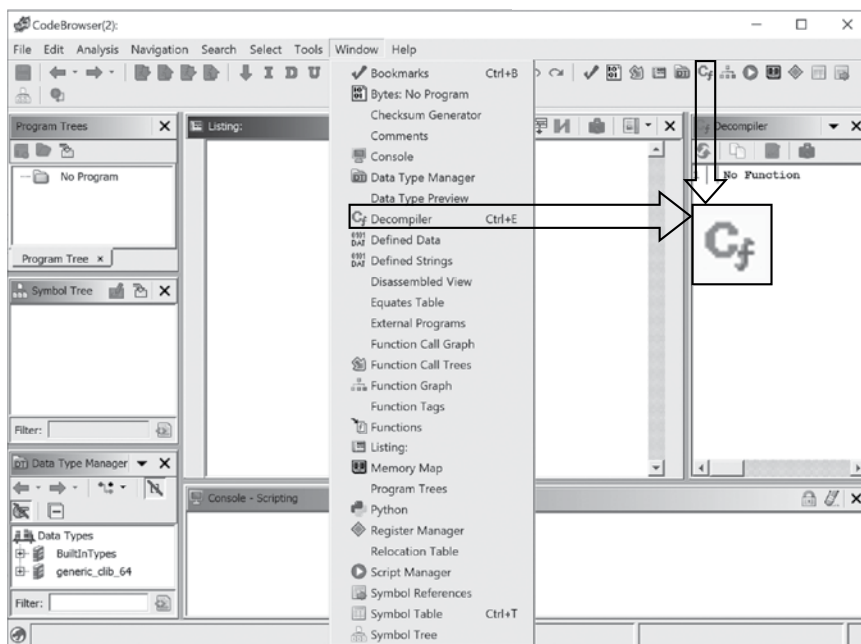 CodeBrowser(2):
File Edit Analysis Navigation Search Select Tools Window Help
Program Trees
No Program
Program Tree
Symbol Tree
Filter:
Data Type Manager
Data Types
BuiltInTypes
generic_clib_64
Filter:
Listing:
I D U
Bookmarks Ctrl+B
Bytes: No Program
Checksum Generator
Comments
Console
Data Type Manager
Data Type Preview
Decompiler Ctrl+E
Defined Data
Defined Strings
Disassembled View
Equates Table
External Programs
Function Call Graph
Function Call Trees
Function Graph
Function Tags
Functions
Listing:
Memory Map
Program Trees
Python
Register Manager
Relocation Table
Script Manager
Symbol References
Symbol Table Ctrl+T
Symbol Tree
Console - Scripting
Decompiler
1 No Function
Cf